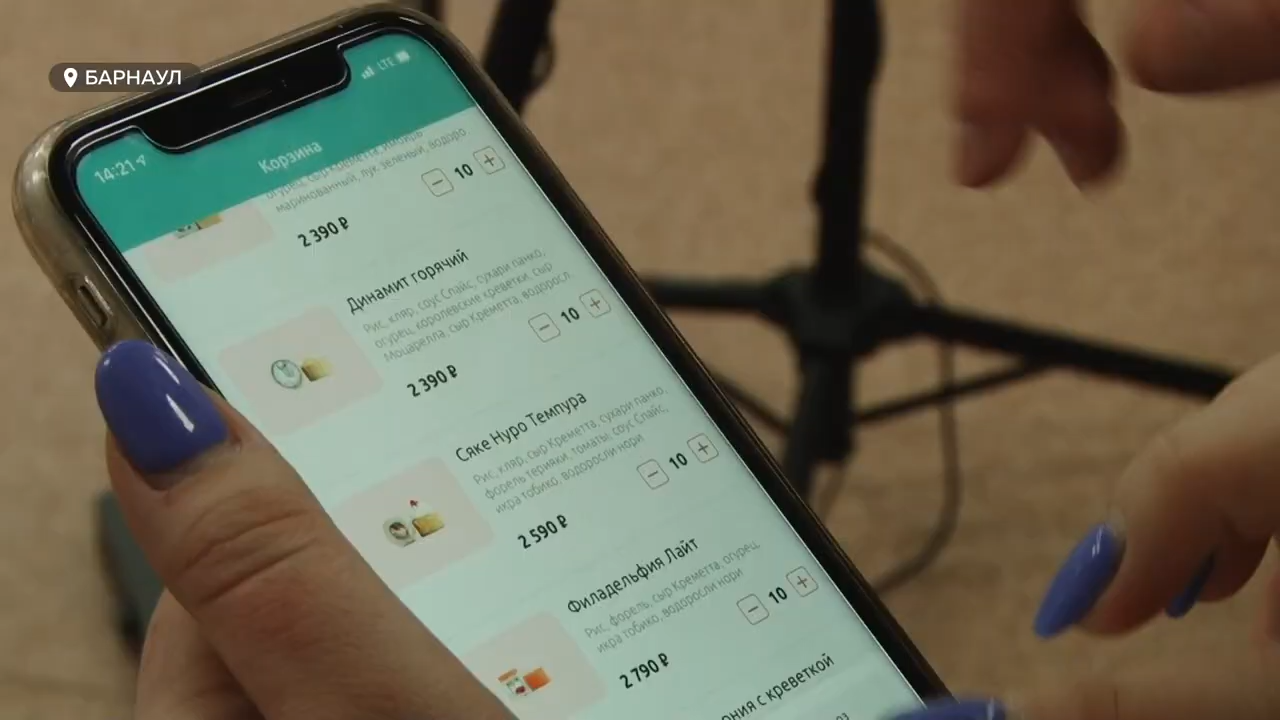 БАРНАУЛ
14:21
LTE
Корзина
огурец, сыр Креметта, имбирь
маринованный, лук зеленый, водоро
10
2 390 ₽
Динамит горячий
Рис, кляр, соус Спайс, сухари панко,
огурец, королевские креветки, сыр
Моцарелла, сыр Креметта, водоросл
10
2 390 ₽
Сяке Нуро Темпура
Рис, кляр, сыр Креметта, сухари панко,
форель терияки, томаты, соус Спайс,
икра тобико, водоросли нори
10
2 590 ₽
Филадельфия Лайт
Рис, форель, сыр Креметта, огурец,
икра тобико, водоросли нори
10
2 790 ₽
ония с креветкой